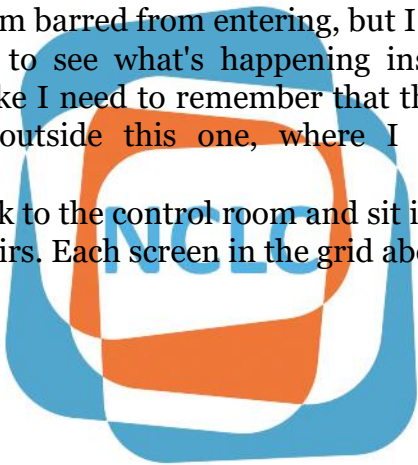 m barred from entering, but I
to see what's happening ins
ke I need to remember that th
outside this one, where I
NCLC
k to the control room and sit i
irs. Each screen in the grid abo